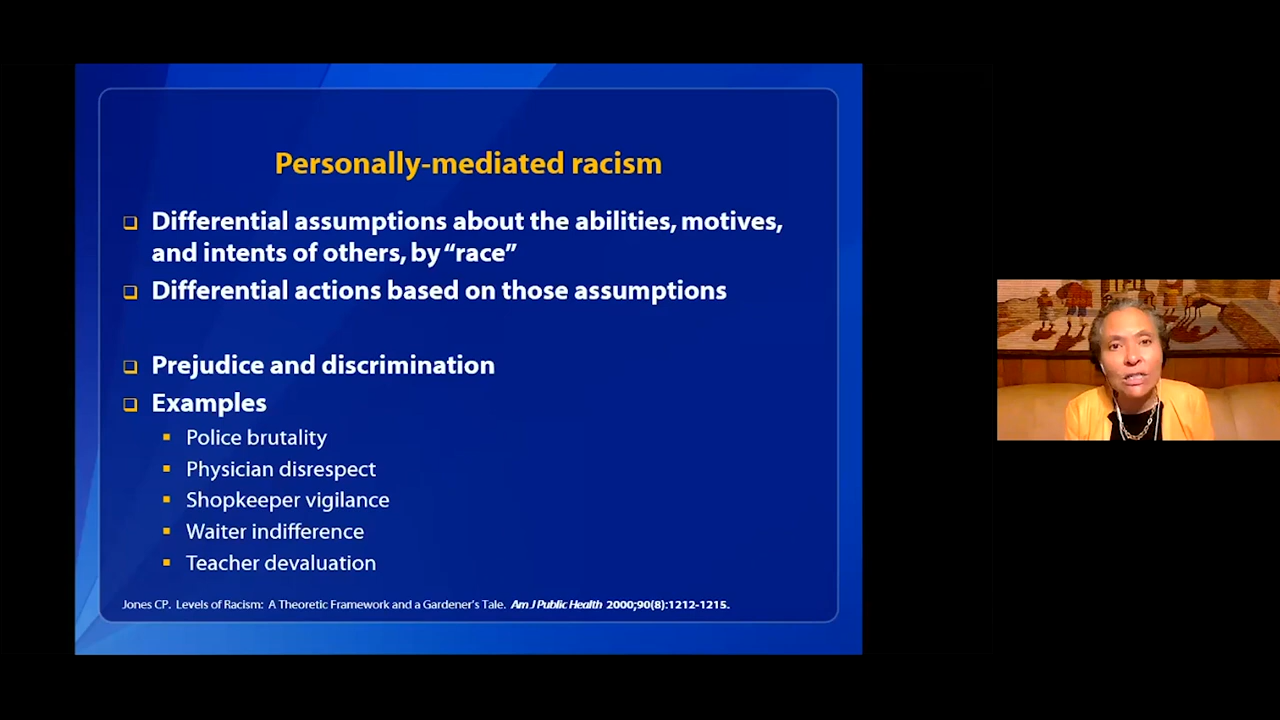 Personally-mediated racism
Differential assumptions about the abilities, motives,
and intents of others, by “race”
Differential actions based on those assumptions
Prejudice and discrimination
Examples
Police brutality
Physician disrespect
Shopkeeper vigilance
Waiter indifference
Teacher devaluation
Jones CP. Levels of Racism: A Theoretic Framework and a Gardener’s Tale. Am J Public Health 2000;90(8):1212-1215.